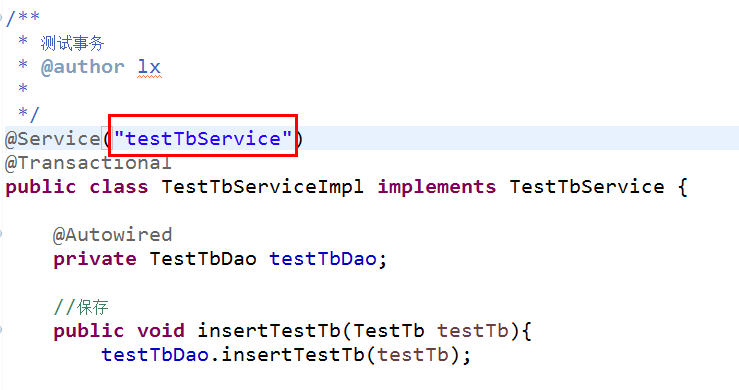 /**
 * 测试事务
 * @author lx
 *
 */
@Service("testTbService")
@Transactional
public class TestTbServiceImpl implements TestTbService {
@Autowired
private TestTbDao testTbDao;
//保存
public void insertTestTb(TestTb testTb){
testTbDao.insertTestTb(testTb);